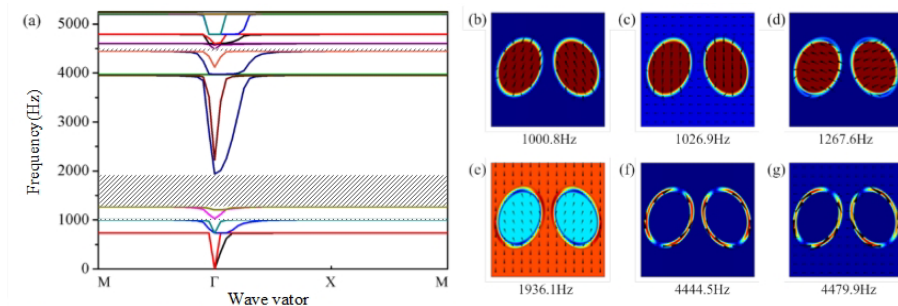 (a)
Frequency(Hz)
5000
4000
3000
2000
1000
0
M Γ X M
Wave vator
(b) (c) (d)
1000.8Hz 1026.9Hz 1267.6Hz
(e) (f) (g)
1936.1Hz 4444.5Hz 4479.9Hz